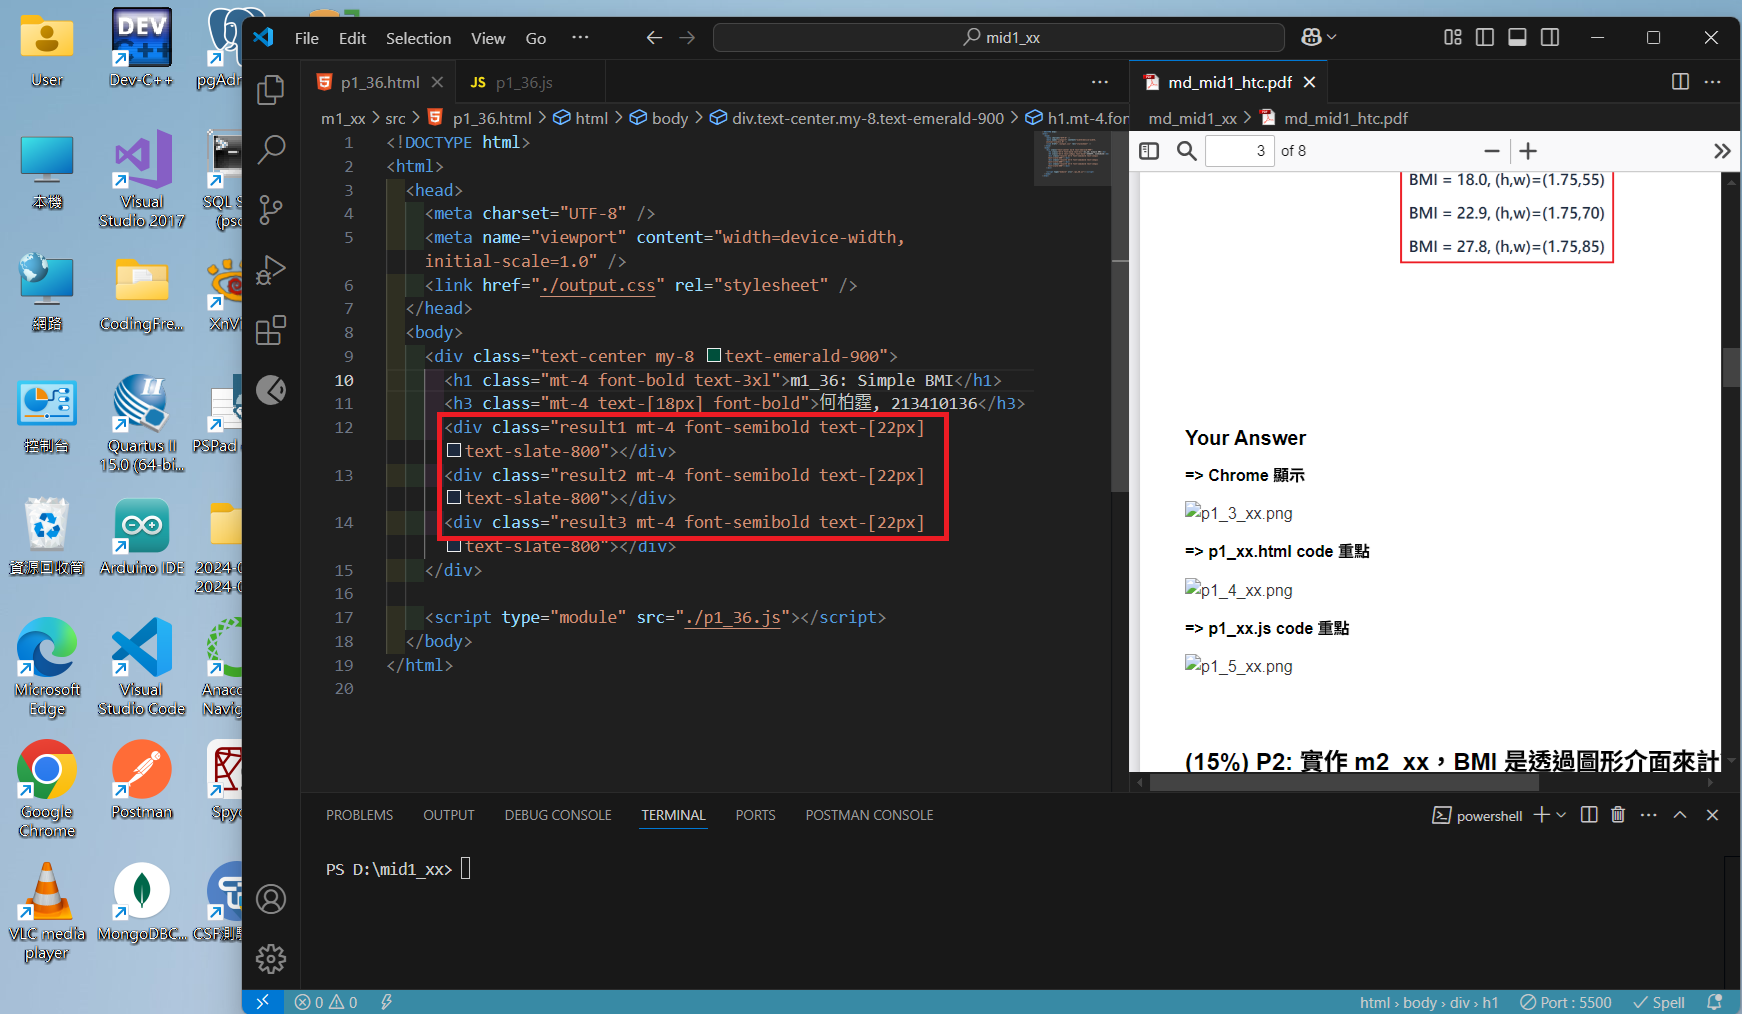 User
Dev-C++
pgAdr
本機
Visual Studio 2017
SQL S
(psc
網路
CodingFre...
XnVi
控制台
Quartus II
15.0 (64-bi...
PSPad
資源回收筒
Arduino IDE
2024-0
2024-0
Microsoft Edge
Visual Studio Code
Anaco
Navig
Google Chrome
Postman
Spyd
VLC media player
MongoDBC...
File Edit Selection View Go ···
mid1_xx
p1_36.html
JS p1_36.js
md_mid1_htc.pdf
m1_xx > src > p1_36.html > html > body > div.text-center.my-8.text-emerald-900 > h1.mt-4.for
md_mid1_xx > md_mid1_htc.pdf
1 <!DOCTYPE html>
2 <html>
3 <head>
4 <meta charset="UTF-8" />
5 <meta name="viewport" content="width=device-width,
initial-scale=1.0" />
6 <link href="./output.css" rel="stylesheet" />
7 </head>
8 <body>
9 <div class="text-center my-8 text-emerald-900">
10 <h1 class="mt-4 font-bold text-3xl">m1_36: Simple BMI</h1>
11 <h3 class="mt-4 text-[18px] font-bold">何柏霆, 213410136</h3>
12 <div class="result1 mt-4 font-semibold text-[22px]
text-slate-800"></div>
13 <div class="result2 mt-4 font-semibold text-[22px]
text-slate-800"></div>
14 <div class="result3 mt-4 font-semibold text-[22px]
text-slate-800"></div>
15 </div>
16
17 <script type="module" src="./p1_36.js"></script>
18 </body>
19 </html>
20
3 of 8
BMI = 18.0, (h,w)=(1.75,55)
BMI = 22.9, (h,w)=(1.75,70)
BMI = 27.8, (h,w)=(1.75,85)
Your Answer
=> Chrome 顯示
p1_3_xx.png
=> p1_xx.html code 重點
p1_4_xx.png
=> p1_xx.js code 重點
p1_5_xx.png
(15%) P2: 實作 m2_xx，BMI 是透過圖形介面來計
PROBLEMS OUTPUT DEBUG CONSOLE TERMINAL PORTS POSTMAN CONSOLE
powershell
PS D:\mid1_xx>
0 0
html › body › div › h1
Port : 5500
Spell